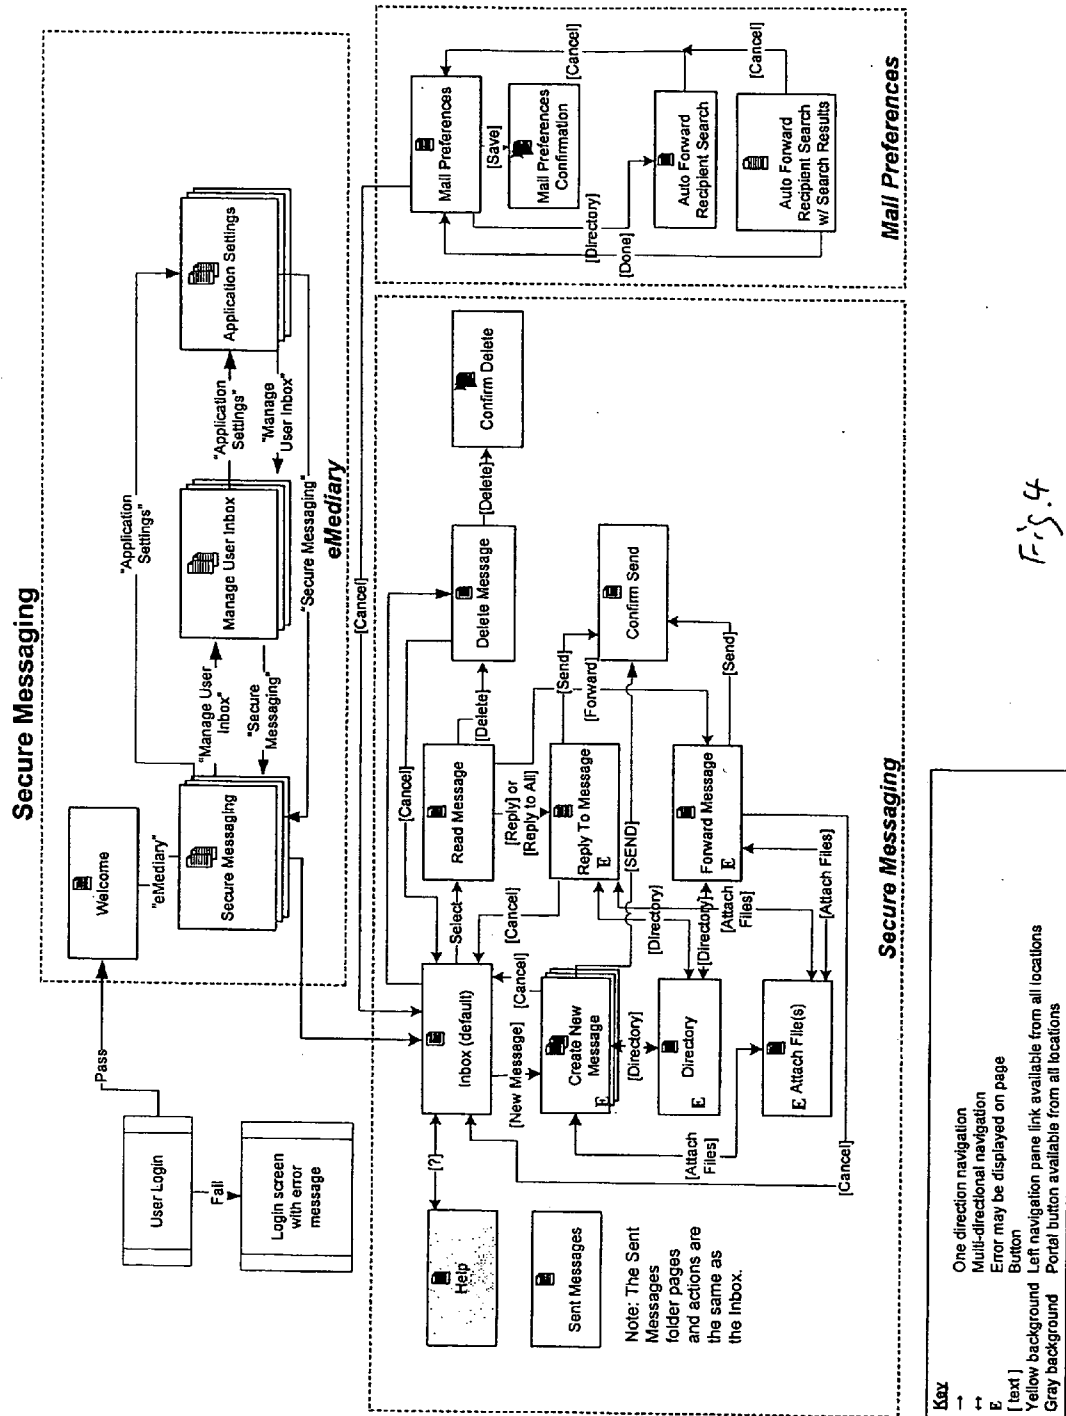 Secure Messaging
User Login
Pass
Fail
Login screen
with error
message
Welcome
"eMediary"
Secure Messaging
"Application
Settings"
"Manage User
Inbox"
"Secure
Messaging"
Manage User Inbox
"Application
Settings"
"Manage
User Inbox"
Application Settings
"Secure Messaging"
eMediary
[Cancel]
Help
[?]
Sent Messages
Note: The Sent
Messages
folder pages
and actions are
the same as
the Inbox.
Inbox (default)
Select
[Cancel]
[Cancel]
[Cancel]
[New Message]
Create New
Message
E
[Directory]
Directory
E
[Attach
Files]
E Attach File(s)
[Cancel]
Read Message
[Delete]
Delete Message
[Delete]
Confirm Delete
[Reply] or
[Reply to All]
Reply To Message
E
[Send]
[Forward]
Confirm Send
[SEND]
[Send]
[Directory]
[Directory]
Forward Message
E
[Attach
Files]
[Attach Files]
Secure Messaging
Mail Preferences
[Save]
Mail Preferences
Confirmation
[Cancel]
[Directory]
[Done]
Auto Forward
Recipient Search
[Cancel]
Auto Forward
Recipient Search
w/ Search Results
Mail Preferences
Key
→ One direction navigation
↔ Multi-directional navigation
E Error may be displayed on page
[ text ] Button
Yellow background Left navigation pane link available from all locations
Gray background Portal button available from all locations
Fig. 4